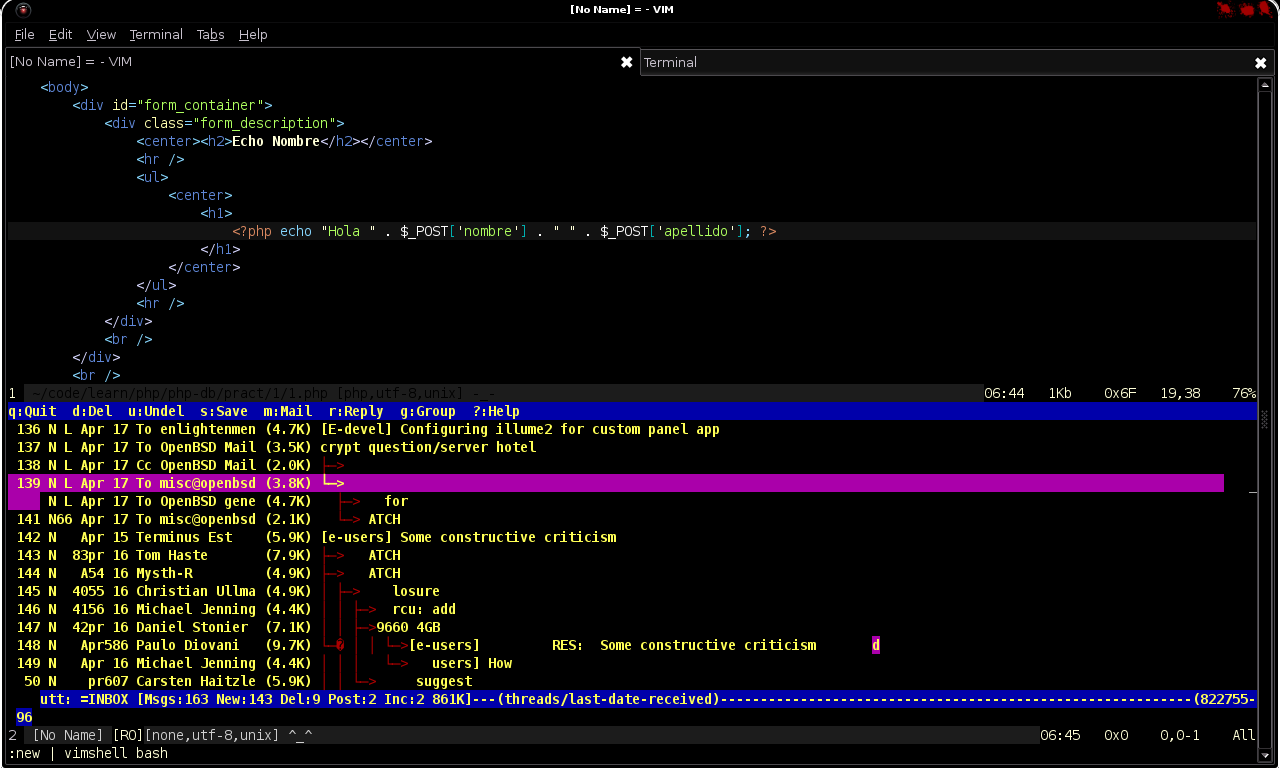 [No Name] = - VIM
File Edit View Terminal Tabs Help
[No Name] = - VIM Terminal
<body>
<div id="form_container">
<div class="form_description">
<center><h2>Echo Nombre</h2></center>
<hr />
<ul>
<center>
<h1>
<?php echo "Hola " . $_POST['nombre'] . " " . $_POST['apellido']; ?>
</h1>
</center>
</ul>
<hr />
</div>
<br />
</div>
<br />
1 ~/code/learn/php/php-db/pract/1/1.php [php,utf-8,unix] -_- 06:44 1Kb 0x6F 19,38 76%
q:Quit d:Del u:Undel s:Save m:Mail r:Reply g:Group ?:Help
136 N L Apr 17 To enlightenmen (4.7K) [E-devel] Configuring illume2 for custom panel app
137 N L Apr 17 To OpenBSD Mail (3.5K) crypt question/server hotel
138 N L Apr 17 Cc OpenBSD Mail (2.0K) ├─>
139 N L Apr 17 To misc@openbsd (3.8K) └─>
N L Apr 17 To OpenBSD gene (4.7K) ├─> for
141 N66 Apr 17 To misc@openbsd (2.1K) └─> ATCH
142 N Apr 15 Terminus Est (5.9K) [e-users] Some constructive criticism
143 N 83pr 16 Tom Haste (7.9K) ├─> ATCH
144 N A54 16 Mysth-R (4.9K) ├─> ATCH
145 N 4055 16 Christian Ullma (4.9K) │ ├─> losure
146 N 4156 16 Michael Jenning (4.4K) │ │ ├─> rcu: add
147 N 42pr 16 Daniel Stonier (7.1K) │ │ ├─>9660 4GB
148 N Apr586 Paulo Diovani (9.7K) └─� │ │ └─>[e-users] RES: Some constructive criticism d
149 N Apr 16 Michael Jenning (4.4K) │ │ │ └─> users] How
50 N pr607 Carsten Haitzle (5.9K) │ │ └─> suggest
utt: =INBOX [Msgs:163 New:143 Del:9 Post:2 Inc:2 861K]---(threads/last-date-received)-----------------------------------------------------------(822755-
96
2 [No Name] [RO][none,utf-8,unix] ^_^ 06:45 0x0 0,0-1 All
:new | vimshell bash